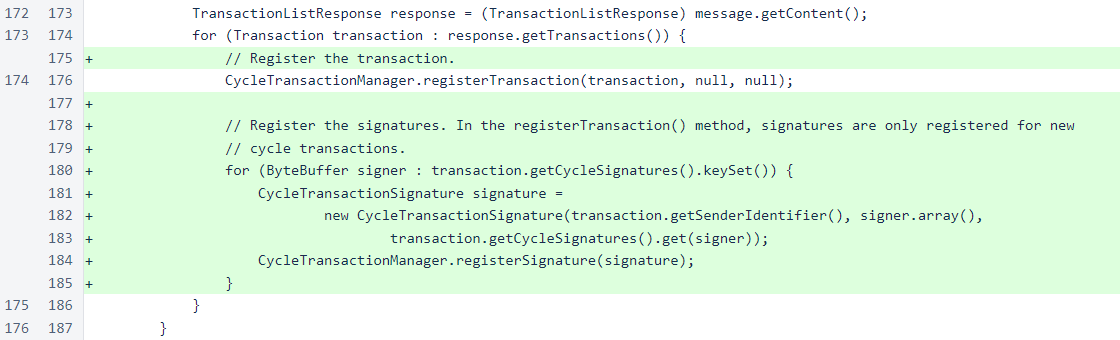 172 173 TransactionListResponse response = (TransactionListResponse) message.getContent();
173 174 for (Transaction transaction : response.getTransactions()) {
175 + // Register the transaction.
174 176 CycleTransactionManager.registerTransaction(transaction, null, null);
177 +
178 + // Register the signatures. In the registerTransaction() method, signatures are only registered for new
179 + // cycle transactions.
180 + for (ByteBuffer signer : transaction.getCycleSignatures().keySet()) {
181 + CycleTransactionSignature signature =
182 + new CycleTransactionSignature(transaction.getSenderIdentifier(), signer.array(),
183 + transaction.getCycleSignatures().get(signer));
184 + CycleTransactionManager.registerSignature(signature);
185 + }
175 186 }
176 187 }